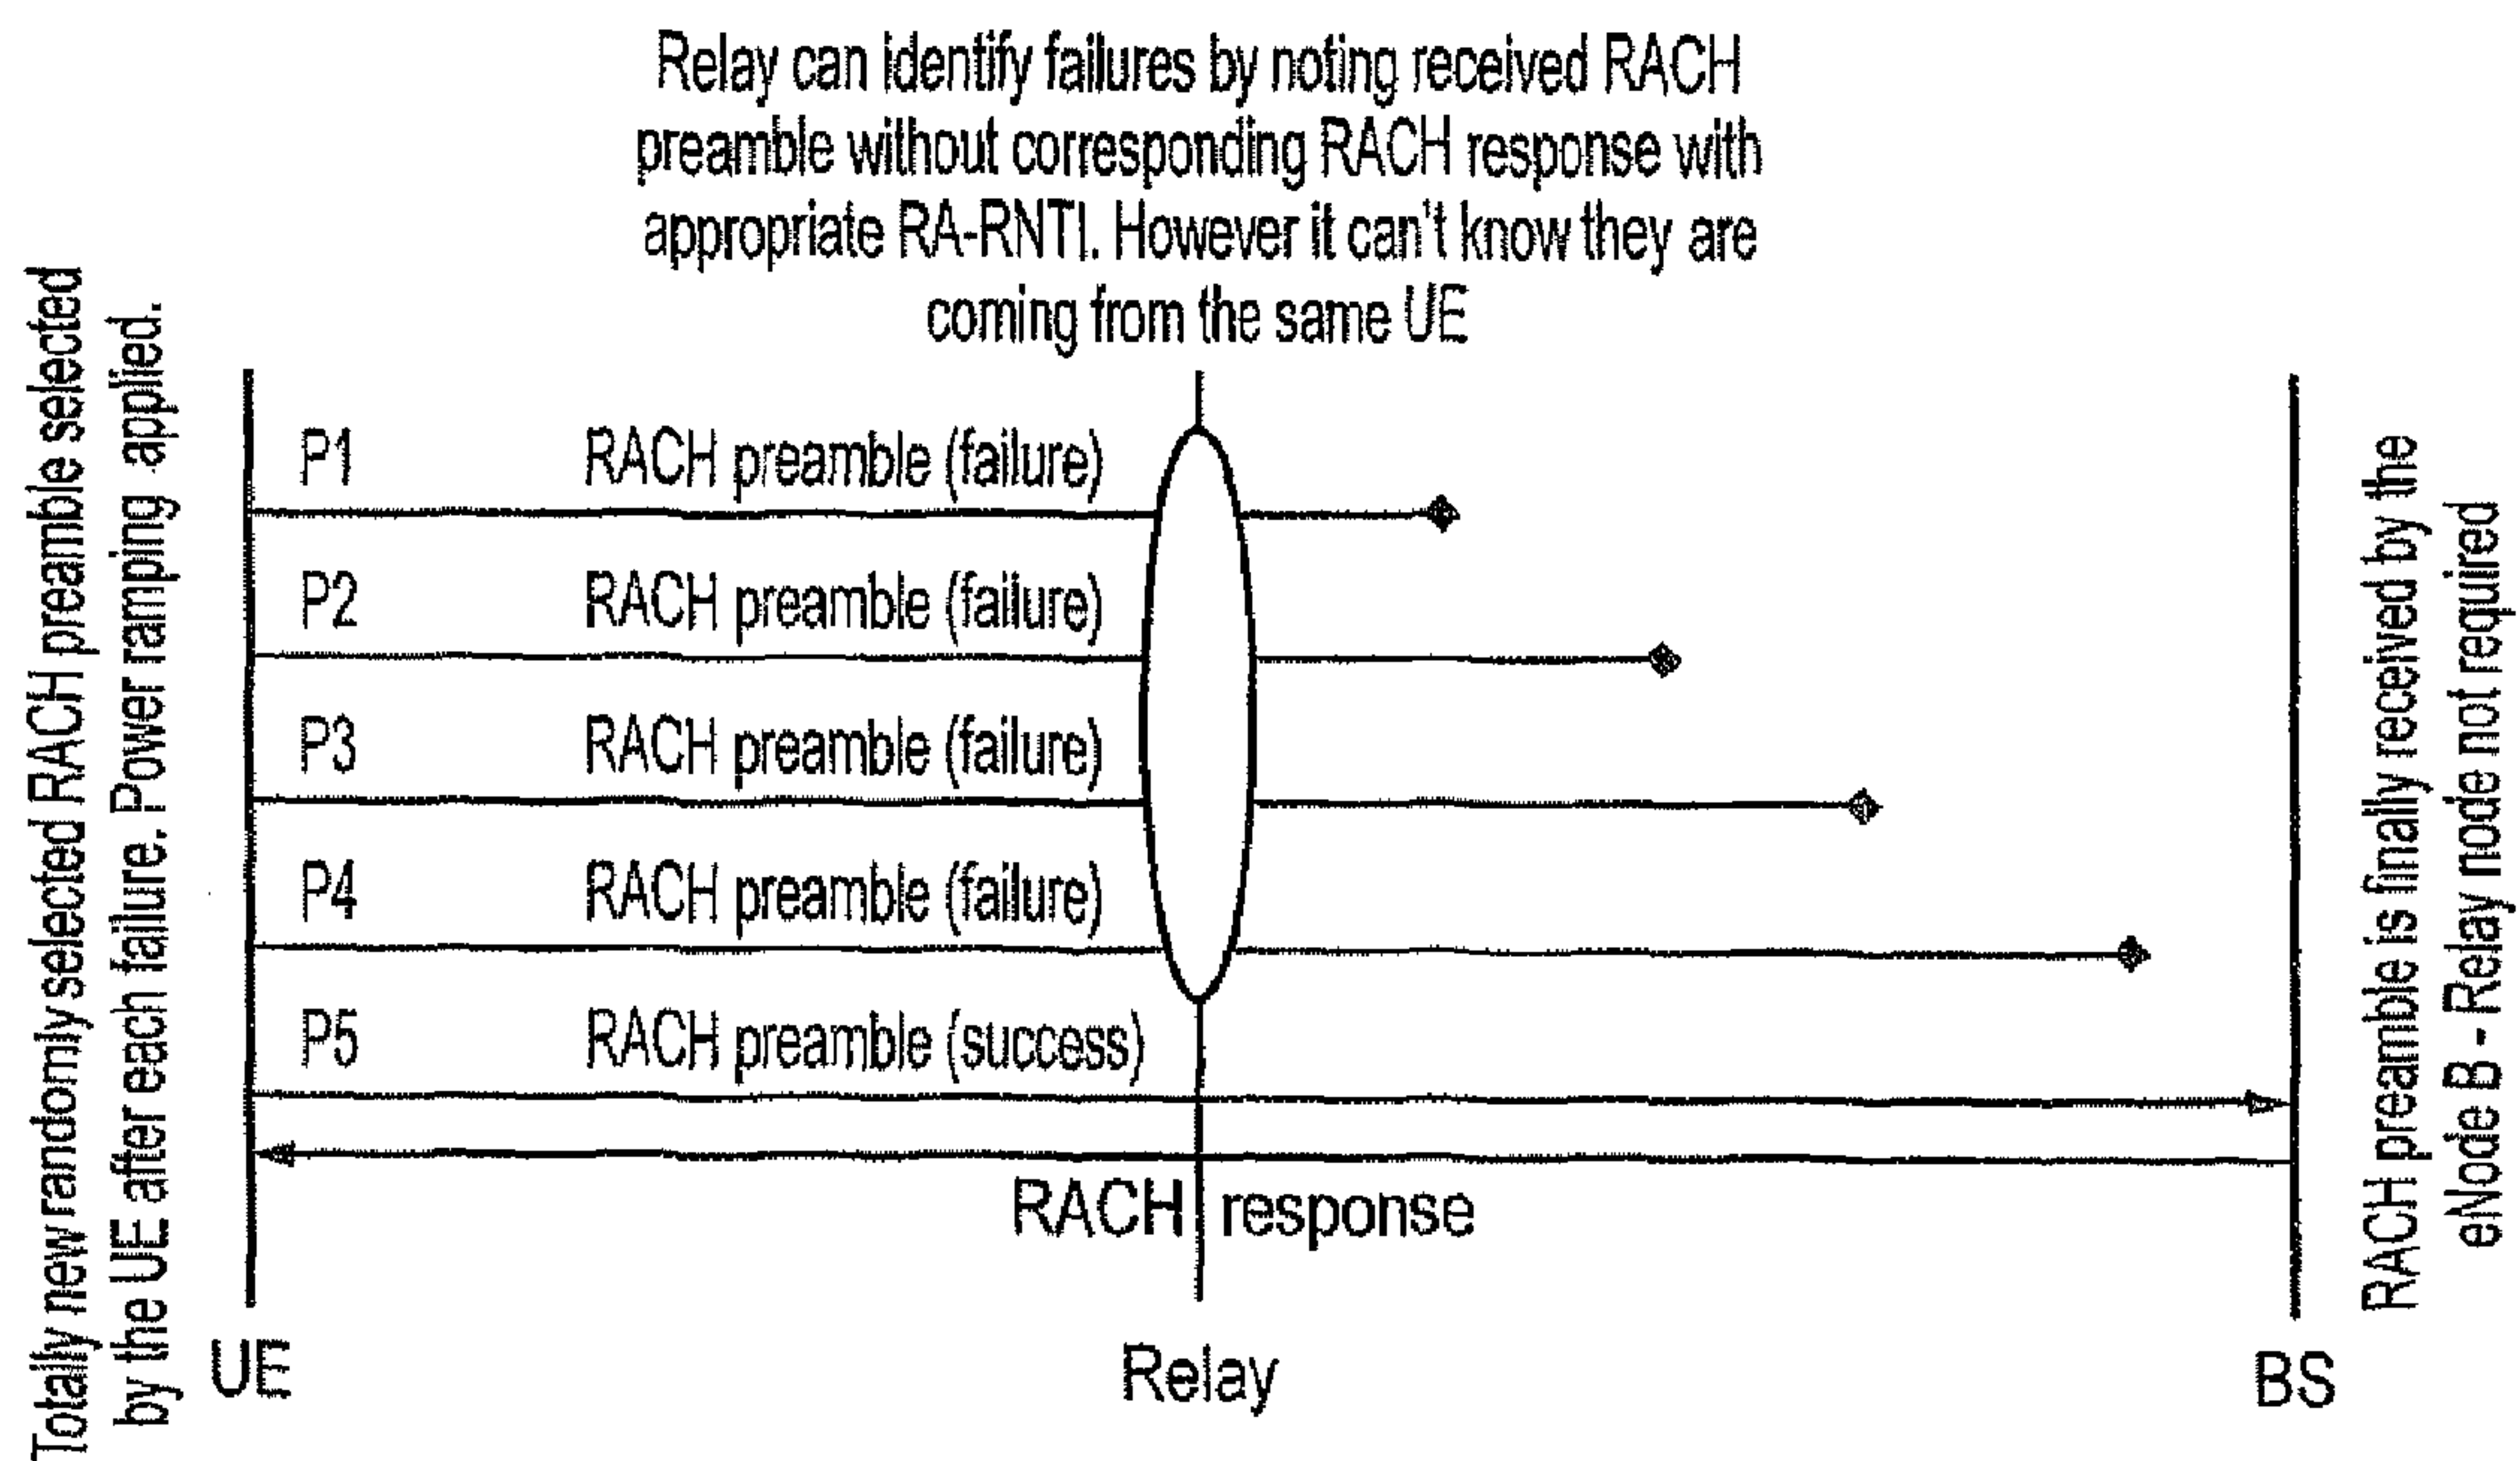 Relay can identify failures by noting received RACH
preamble without corresponding RACH response with
appropriate RA-RNTI. However it can't know they are
coming from the same UE
Totally new randomly selected RACH preamble selected
by the UE after each failure. Power ramping applied.
P1 RACH preamble (failure)
P2 RACH preamble (failure)
P3 RACH preamble (failure)
P4 RACH preamble (failure)
P5 RACH preamble (success)
RACH response
UE Relay BS
RACH preamble is finally received by the
eNode B - Relay node not required